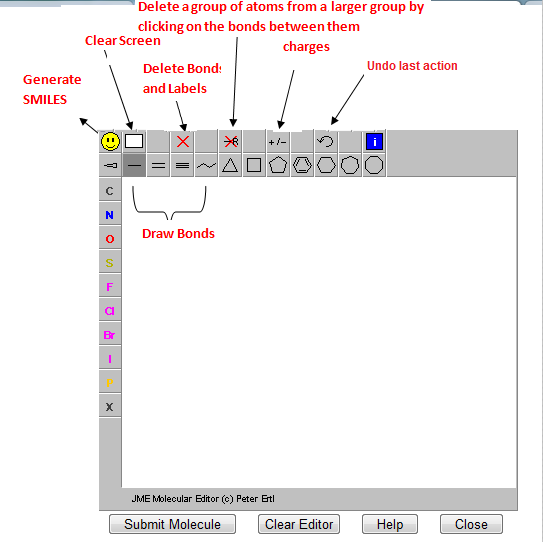 Delete a group of atoms from a larger group by
clicking on the bonds between them
Clear Screen
charges
Generate
SMILES
Delete Bonds
and Labels
Undo last action
+/−
i
C
N
O
S
F
Cl
Br
I
P
X
Draw Bonds
JME Molecular Editor (c) Peter Ertl
Submit Molecule
Clear Editor
Help
Close